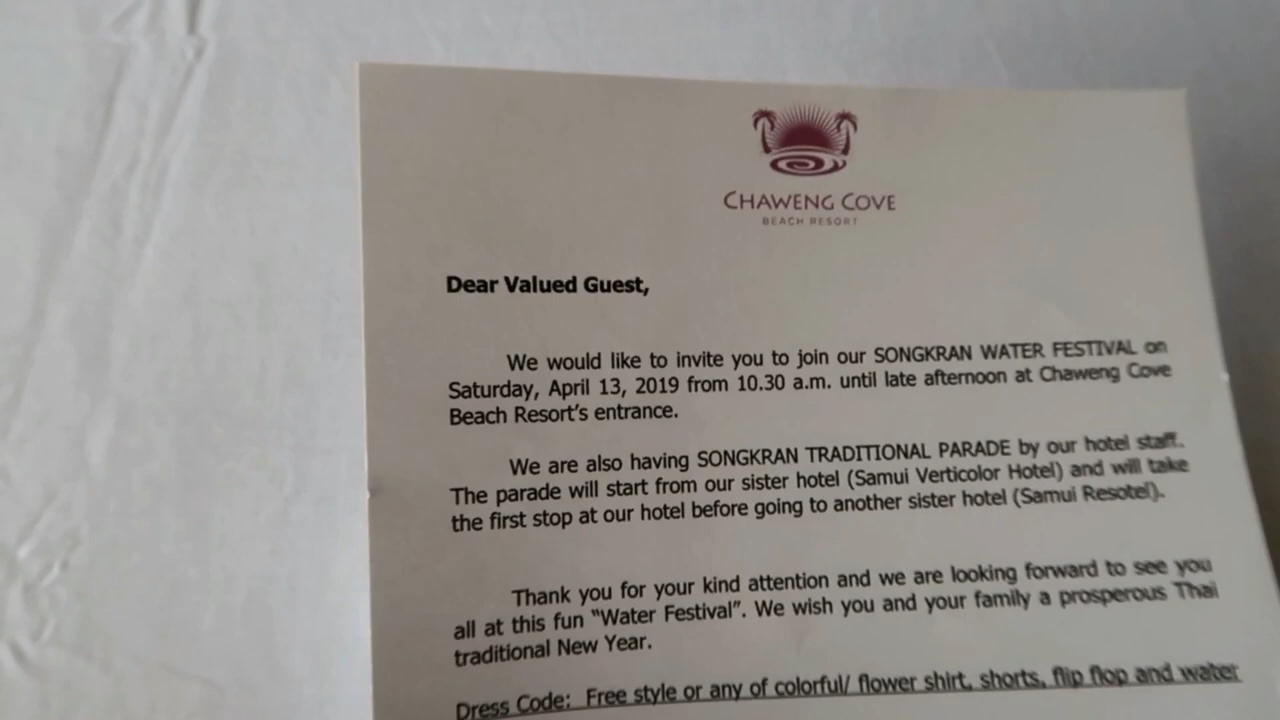 CHAWENG COVE
BEACH RESORT
Dear Valued Guest,
We would like to invite you to join our SONGKRAN WATER FESTIVAL on
Saturday, April 13, 2019 from 10.30 a.m. until late afternoon at Chaweng Cove
Beach Resort's entrance.
We are also having SONGKRAN TRADITIONAL PARADE by our hotel staff.
The parade will start from our sister hotel (Samui Verticolor Hotel) and will take
the first stop at our hotel before going to another sister hotel (Samui Resotel).
Thank you for your kind attention and we are looking forward to see you
all at this fun “Water Festival”. We wish you and your family a prosperous Thai
traditional New Year.
Dress Code: Free style or any of colorful/ flower shirt, shorts, flip flop and water